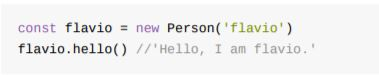 const flavio = new Person('flavio')
flavio.hello() //'Hello, I am flavio.'